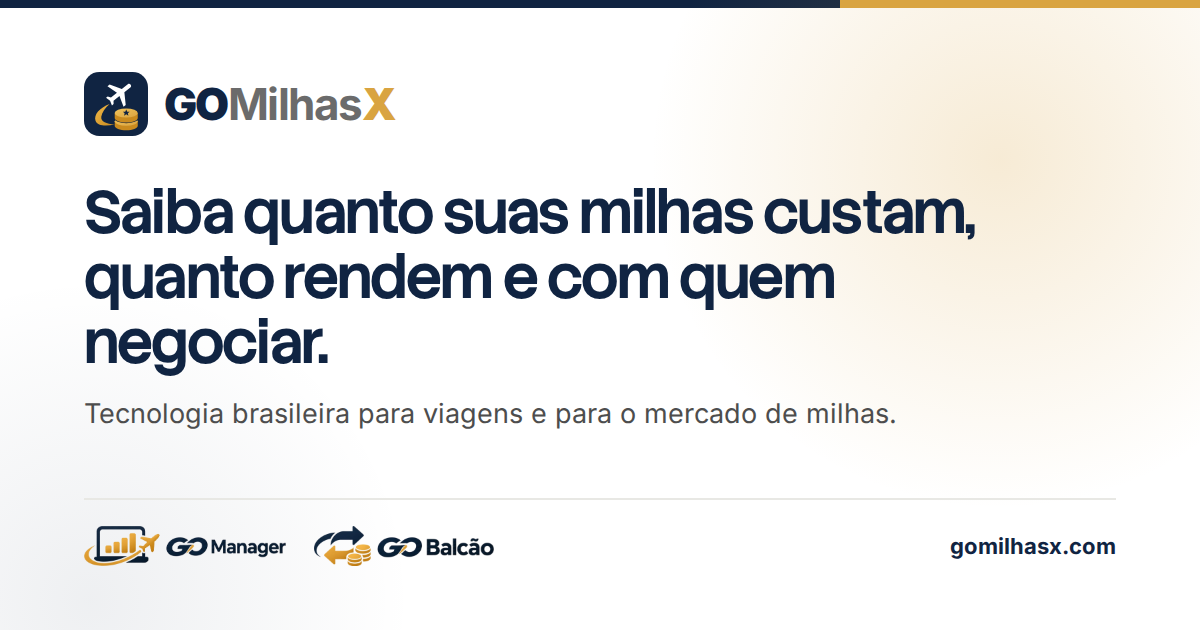 GOMilhasX
Saiba quanto suas milhas custam,
quanto rendem e com quem
negociar.
Tecnologia brasileira para viagens e para o mercado de milhas.
GO Manager
GO Balcão
gomilhasx.com